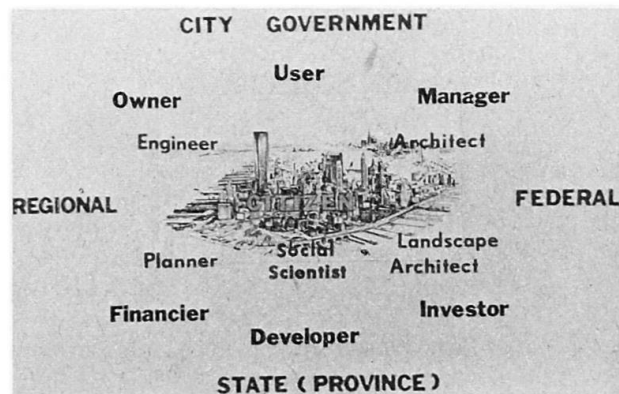 CITY GOVERNMENT
User
Owner
Manager
Engineer
Architect
CITIZEN
REGIONAL
FEDERAL
Planner
Social
Scientist
Landscape
Architect
Financier
Investor
Developer
STATE (PROVINCE)